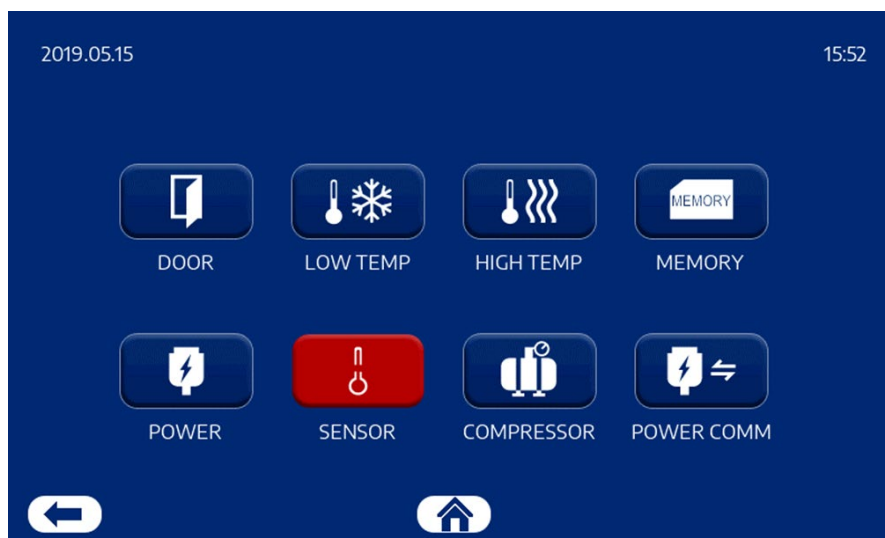 2019.05.15 15:52
MEMORY
DOOR LOW TEMP HIGH TEMP MEMORY
POWER SENSOR COMPRESSOR POWER COMM